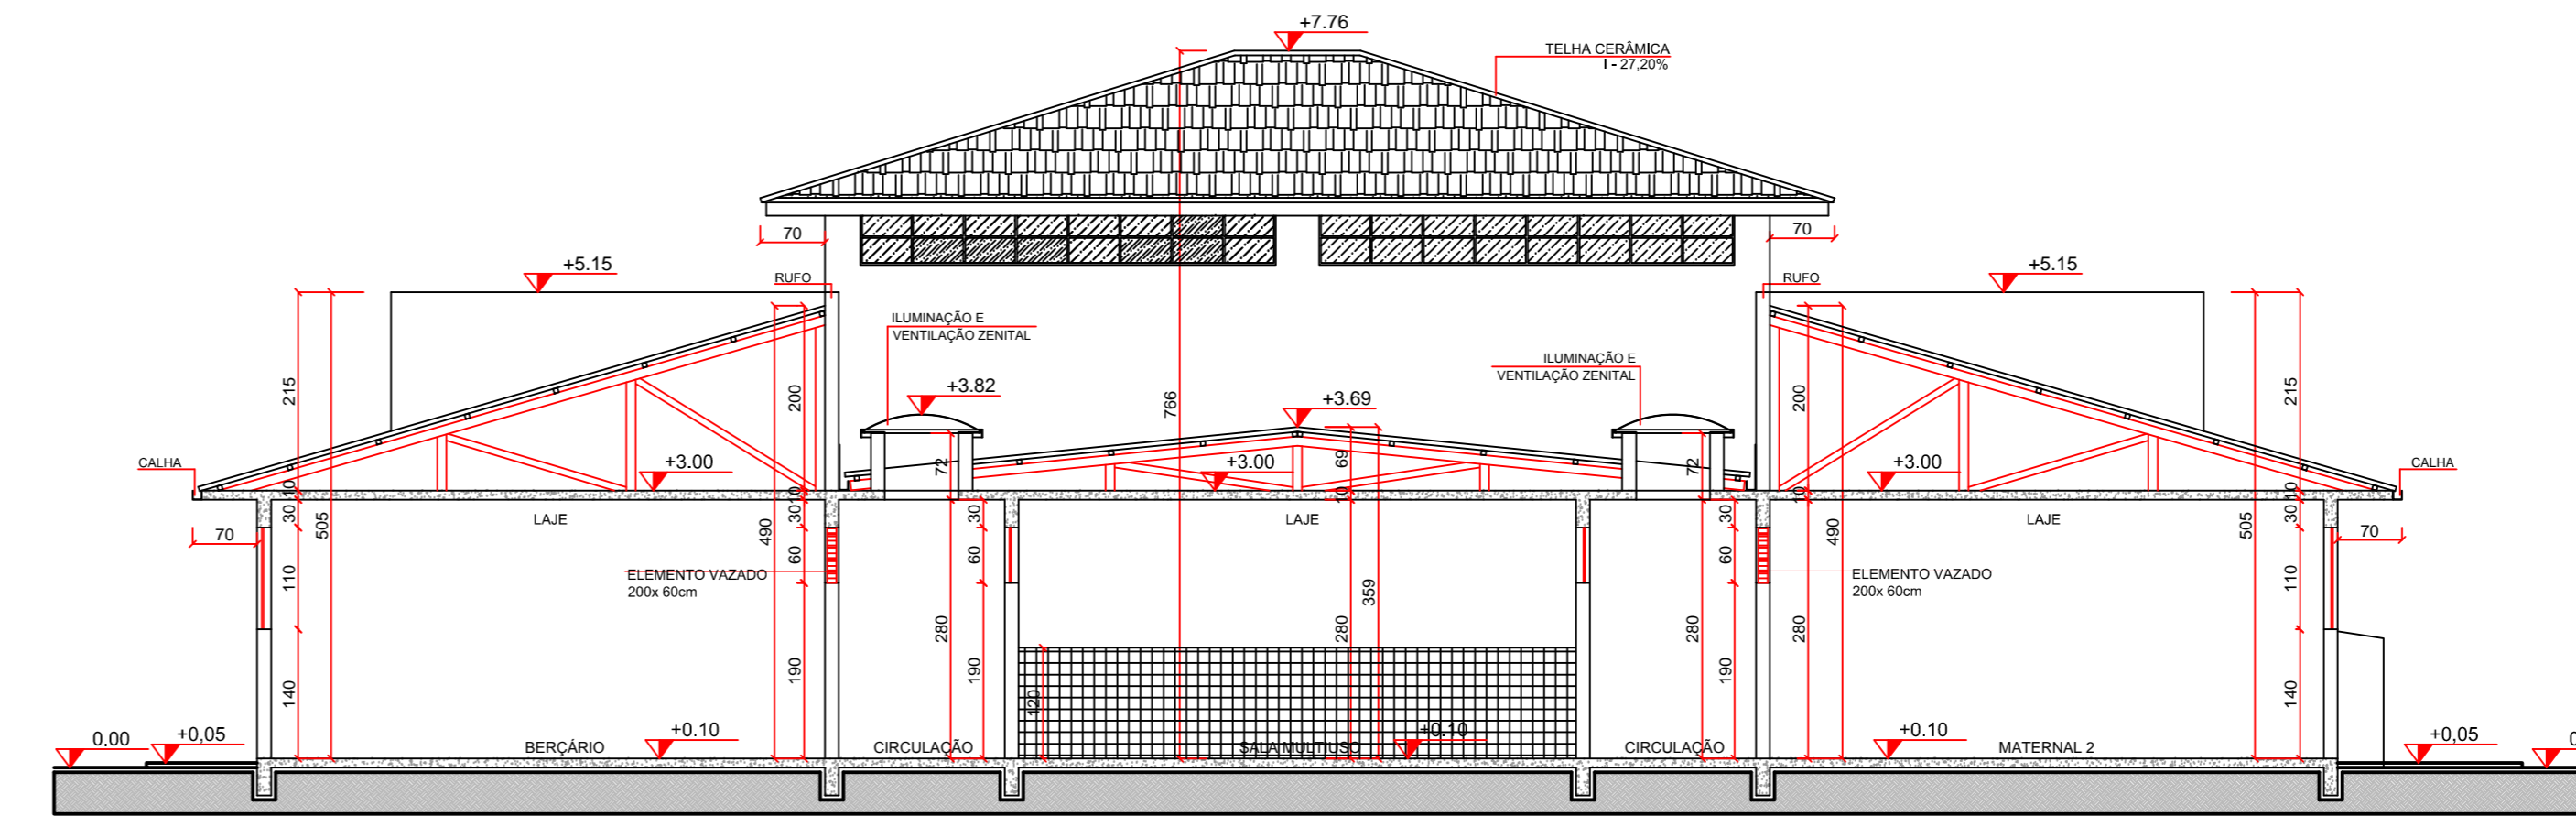 +7.76
TELHA CERÂMICA
I - 27,20%
70
70
+5.15
+5.15
RUFO
RUFO
ILUMINAÇÃO E
VENTILAÇÃO ZENITAL
ILUMINAÇÃO E
VENTILAÇÃO ZENITAL
215
200
+3.82
766
+3.69
200
215
CALHA
+3.00
72
+3.00
69
72
+3.00
CALHA
10
10
10
10
10
30
505
LAJE
490
30
30
LAJE
30
490
LAJE
505
30
70
70
110
60
60
60
110
ELEMENTO VAZADO
200x 60cm
ELEMENTO VAZADO
200x 60cm
359
280
280
280
280
140
190
190
120
190
140
0.00
+0,05
BERÇÁRIO
+0.10
CIRCULAÇÃO
SALA MULTIUSO
+0.10
CIRCULAÇÃO
+0.10
MATERNAL 2
+0,05